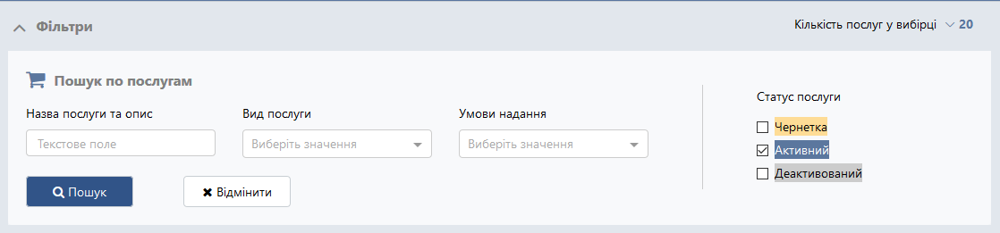 Фільтри
Кількість послуг у вибірці 20
Пошук по послугам
Назва послуги та опис
Вид послуги
Умови надання
Текстове поле
Виберіть значення
Виберіть значення
Пошук
Відмінити
Статус послуги
Чернетка
Активний
Деактивований